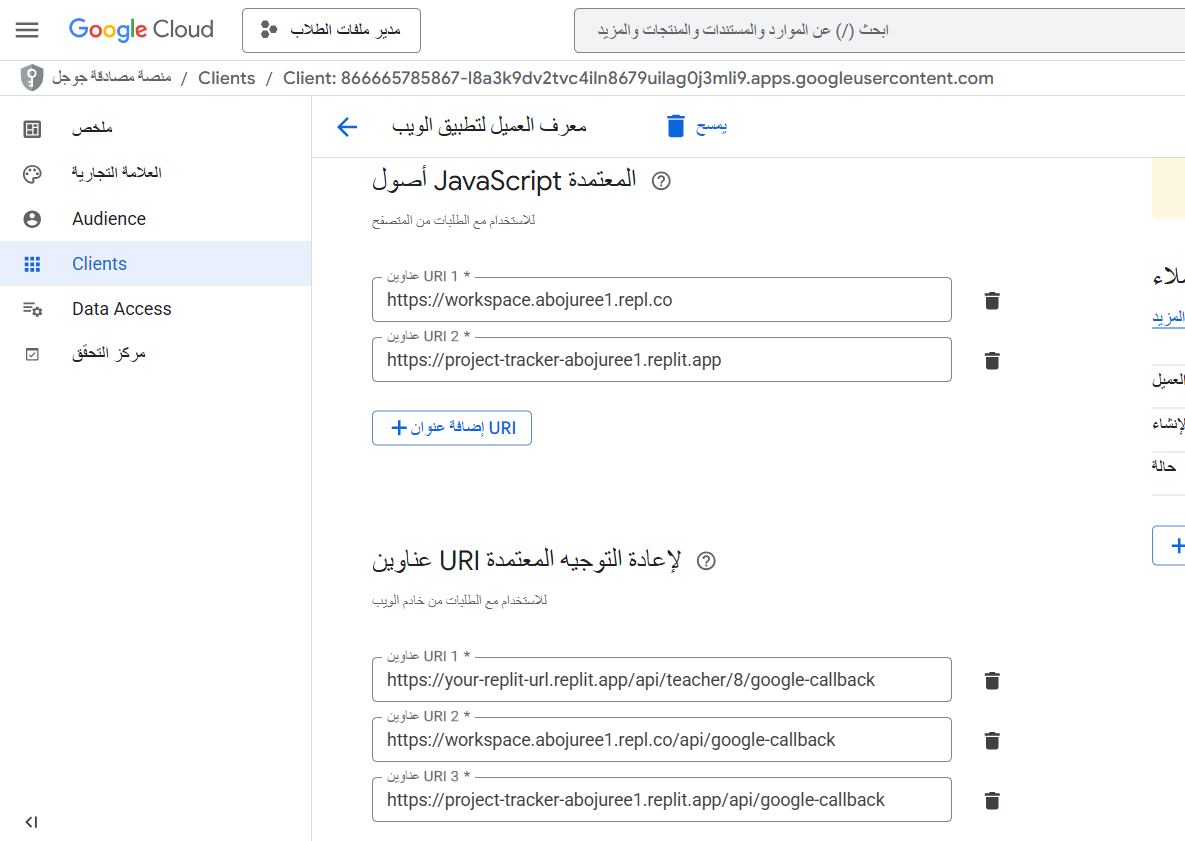 Google Cloud
مدير ملفات الطلاب
ابحث (/) عن الموارد والمستندات والمنتجات والمزيد
منصة مصادقة جوجل / Clients / Client: 866665785867-l8a3k9dv2tvc4iln8679uilag0j3mli9.apps.googleusercontent.com
ملخص
العلامة التجارية
Audience
Clients
Data Access
مركز التحقّق
معرف العميل لتطبيق الويب
يمسح
أصول JavaScript المعتمدة
للاستخدام مع الطلبات من المتصفح
عناوين URI 1 *
https://workspace.abojuree1.repl.co
عناوين URI 2 *
https://project-tracker-abojuree1.replit.app
إضافة عنوان URI
عناوين URI لإعادة التوجيه المعتمدة
للاستخدام مع الطلبات من خادم الويب
عناوين URI 1 *
https://your-replit-url.replit.app/api/teacher/8/google-callback
عناوين URI 2 *
https://workspace.abojuree1.repl.co/api/google-callback
عناوين URI 3 *
https://project-tracker-abojuree1.replit.app/api/google-callback
المزيد
العميل
حالة